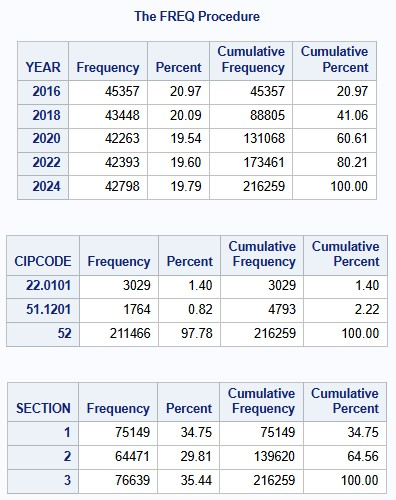 The FREQ Procedure
Cumulative Cumulative
YEAR Frequency Percent Frequency Percent
2016 45357 20.97 45357 20.97
2018 43448 20.09 88805 41.06
2020 42263 19.54 131068 60.61
2022 42393 19.60 173461 80.21
2024 42798 19.79 216259 100.00
Cumulative Cumulative
CIPCODE Frequency Percent Frequency Percent
22.0101 3029 1.40 3029 1.40
51.1201 1764 0.82 4793 2.22
52 211466 97.78 216259 100.00
Cumulative Cumulative
SECTION Frequency Percent Frequency Percent
1 75149 34.75 75149 34.75
2 64471 29.81 139620 64.56
3 76639 35.44 216259 100.00